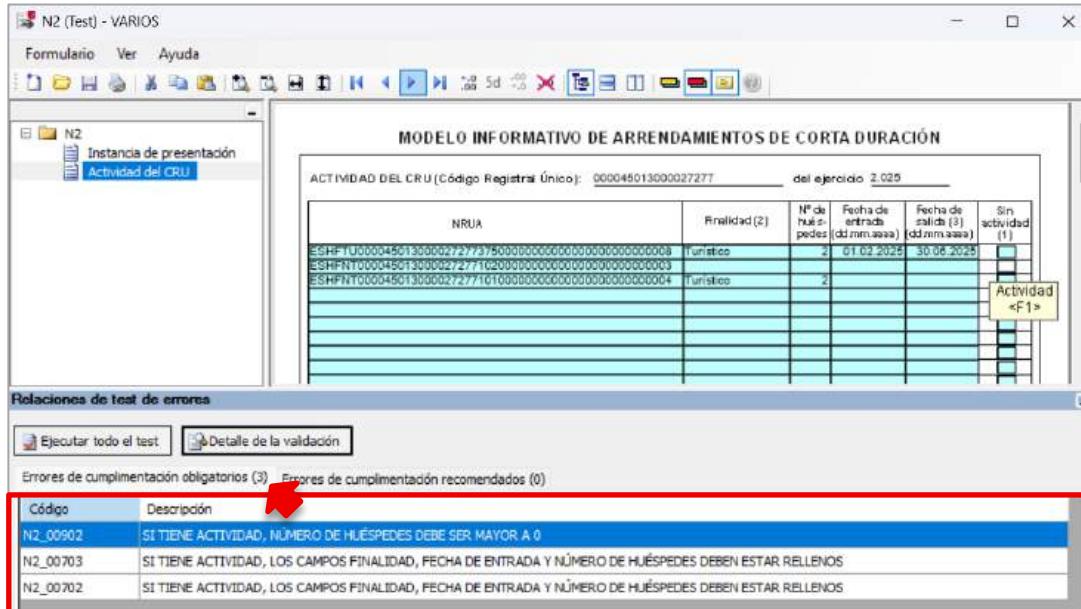 N2 (Test) - VARIOS
Formulario Ver Ayuda
5d
N2
Instancia de presentación
Actividad del CRU
MODELO INFORMATIVO DE ARRENDAMIENTOS DE CORTA DURACIÓN
ACTIVIDAD DEL CRU (Código Registral Único): 000045013000027277 del ejercicio 2.025
NRUA Finalidad (2) Nº de hués-pedes Fecha de entrada (dd.mm.aaaa) Fecha de salida (3) (dd.mm.aaaa) Sin actividad (1)
Turístico 2 01.02.2025 30.06.2025
Turístico 2
Actividad
<F1>
Relaciones de test de errores
Ejecutar todo el test Detalle de la validación
Errores de cumplimentación obligatorios (3) Errores de cumplimentación recomendados (0)
Código Descripción
N2_00902 SI TIENE ACTIVIDAD, NÚMERO DE HUÉSPEDES DEBE SER MAYOR A 0
N2_00703 SI TIENE ACTIVIDAD, LOS CAMPOS FINALIDAD, FECHA DE ENTRADA Y NÚMERO DE HUÉSPEDES DEBEN ESTAR RELLENOS
N2_00702 SI TIENE ACTIVIDAD, LOS CAMPOS FINALIDAD, FECHA DE ENTRADA Y NÚMERO DE HUÉSPEDES DEBEN ESTAR RELLENOS